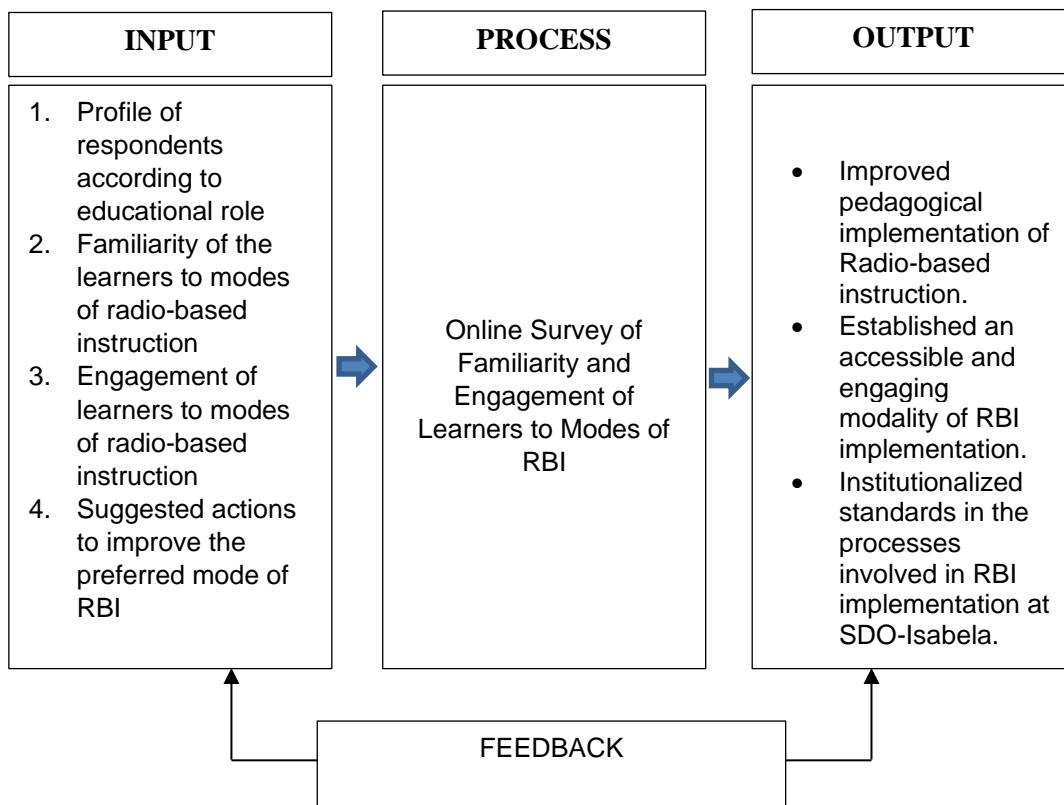 INPUT
1. Profile of
respondents
according to
educational role
2. Familiarity of the
learners to modes
of radio-based
instruction
3. Engagement of
learners to modes
of radio-based
instruction
4. Suggested actions
to improve the
preferred mode of
RBI
PROCESS
Online Survey of
Familiarity and
Engagement of
Learners to Modes of
RBI
OUTPUT
• Improved
pedagogical
implementation of
Radio-based
instruction.
• Established an
accessible and
engaging
modality of RBI
implementation.
• Institutionalized
standards in the
processes
involved in RBI
implementation at
SDO-Isabela.
FEEDBACK